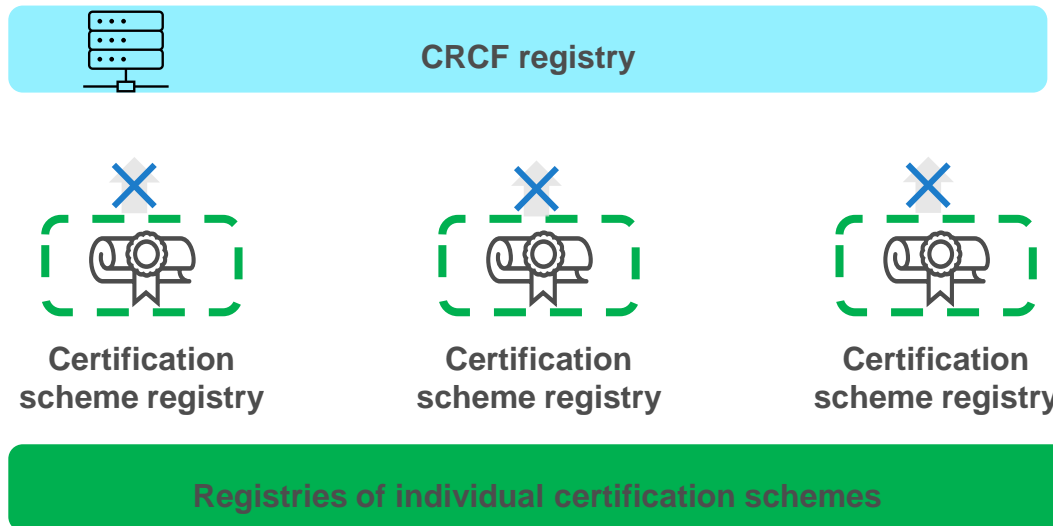 CRCF registry
Certification
scheme registry
Certification
scheme registry
Certification
scheme registry
Registries of individual certification schemes